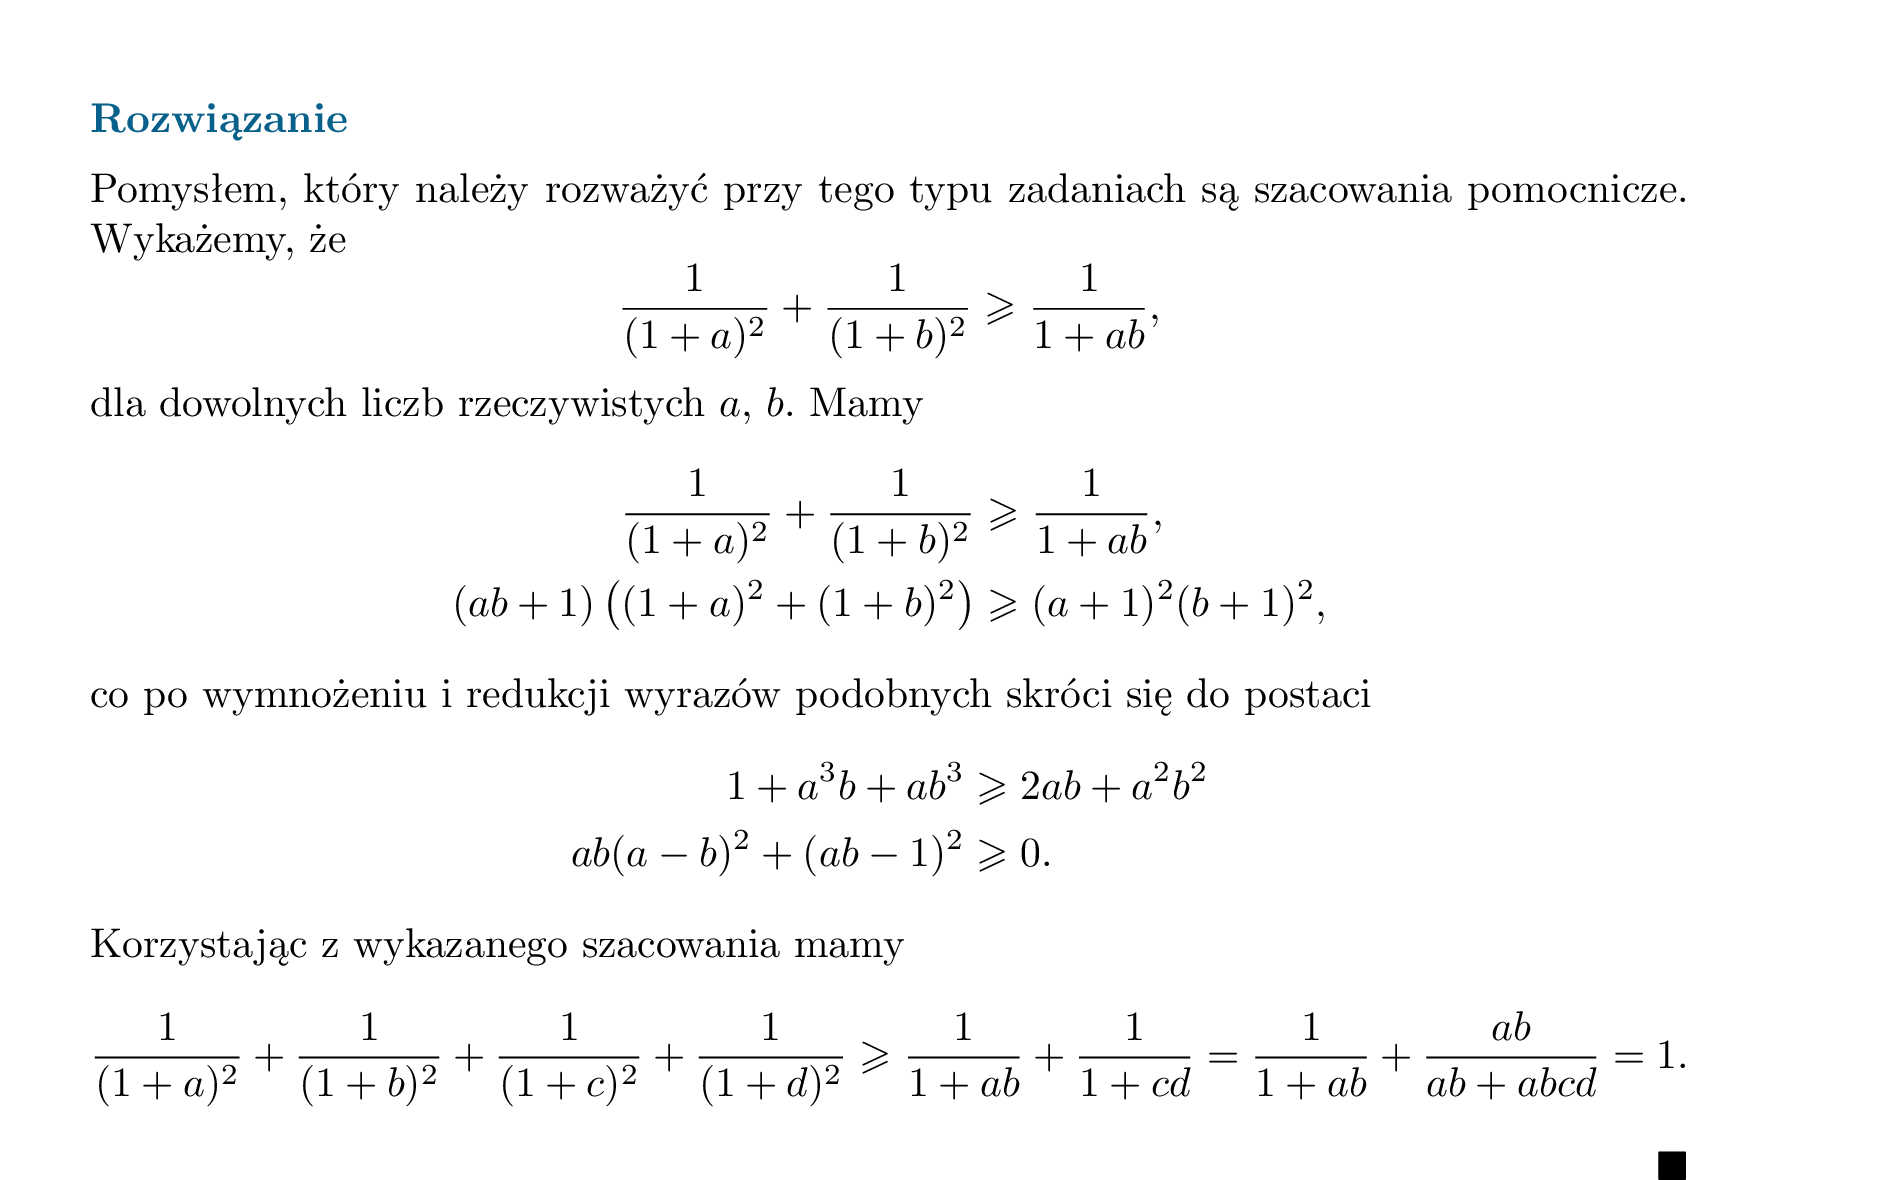 Rozwiązanie
Pomysłem, który należy rozważyć przy tego typu zadaniach są szacowania pomocnicze.
Wykażemy, że
\frac{1}{(1+a)^2} + \frac{1}{(1+b)^2} \geqslant \frac{1}{1+ab},
dla dowolnych liczb rzeczywistych a, b. Mamy
\frac{1}{(1+a)^2} + \frac{1}{(1+b)^2} \geqslant \frac{1}{1+ab},
(ab+1)\left((1+a)^2+(1+b)^2\right) \geqslant (a+1)^2(b+1)^2,
co po wymnożeniu i redukcji wyrazów podobnych skróci się do postaci
1 + a^3b + ab^3 \geqslant 2ab + a^2b^2
ab(a-b)^2 + (ab-1)^2 \geqslant 0.
Korzystając z wykazanego szacowania mamy
\frac{1}{(1+a)^2} + \frac{1}{(1+b)^2} + \frac{1}{(1+c)^2} + \frac{1}{(1+d)^2} \geqslant \frac{1}{1+ab} + \frac{1}{1+cd} = \frac{1}{1+ab} + \frac{ab}{ab+abcd} = 1.
■